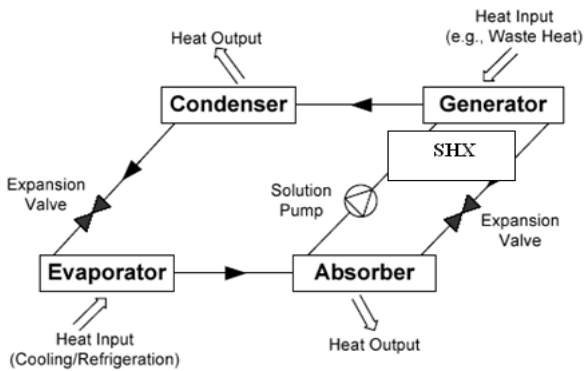 Heat Input
(e.g., Waste Heat)
Heat Output
Condenser
Generator
SHX
Expansion
Valve
Solution
Pump
Expansion
Valve
Evaporator
Absorber
Heat Input
(Cooling/Refrigeration)
Heat Output